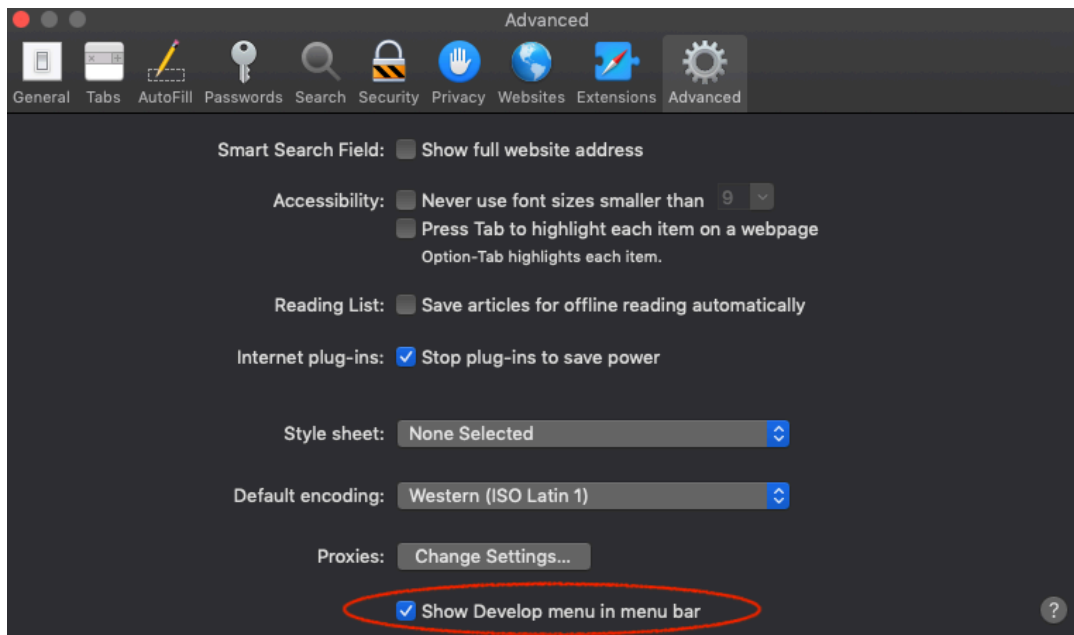 Advanced
General Tabs AutoFill Passwords Search Security Privacy Websites Extensions Advanced
Smart Search Field: Show full website address
Accessibility: Never use font sizes smaller than 9
Press Tab to highlight each item on a webpage
Option-Tab highlights each item.
Reading List: Save articles for offline reading automatically
Internet plug-ins: Stop plug-ins to save power
Style sheet: None Selected
Default encoding: Western (ISO Latin 1)
Proxies: Change Settings...
Show Develop menu in menu bar ?